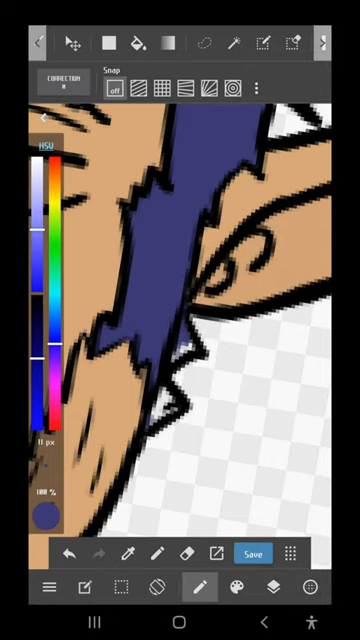 CORRECTION
Snap
off
HSV
11 px
100 %
Save